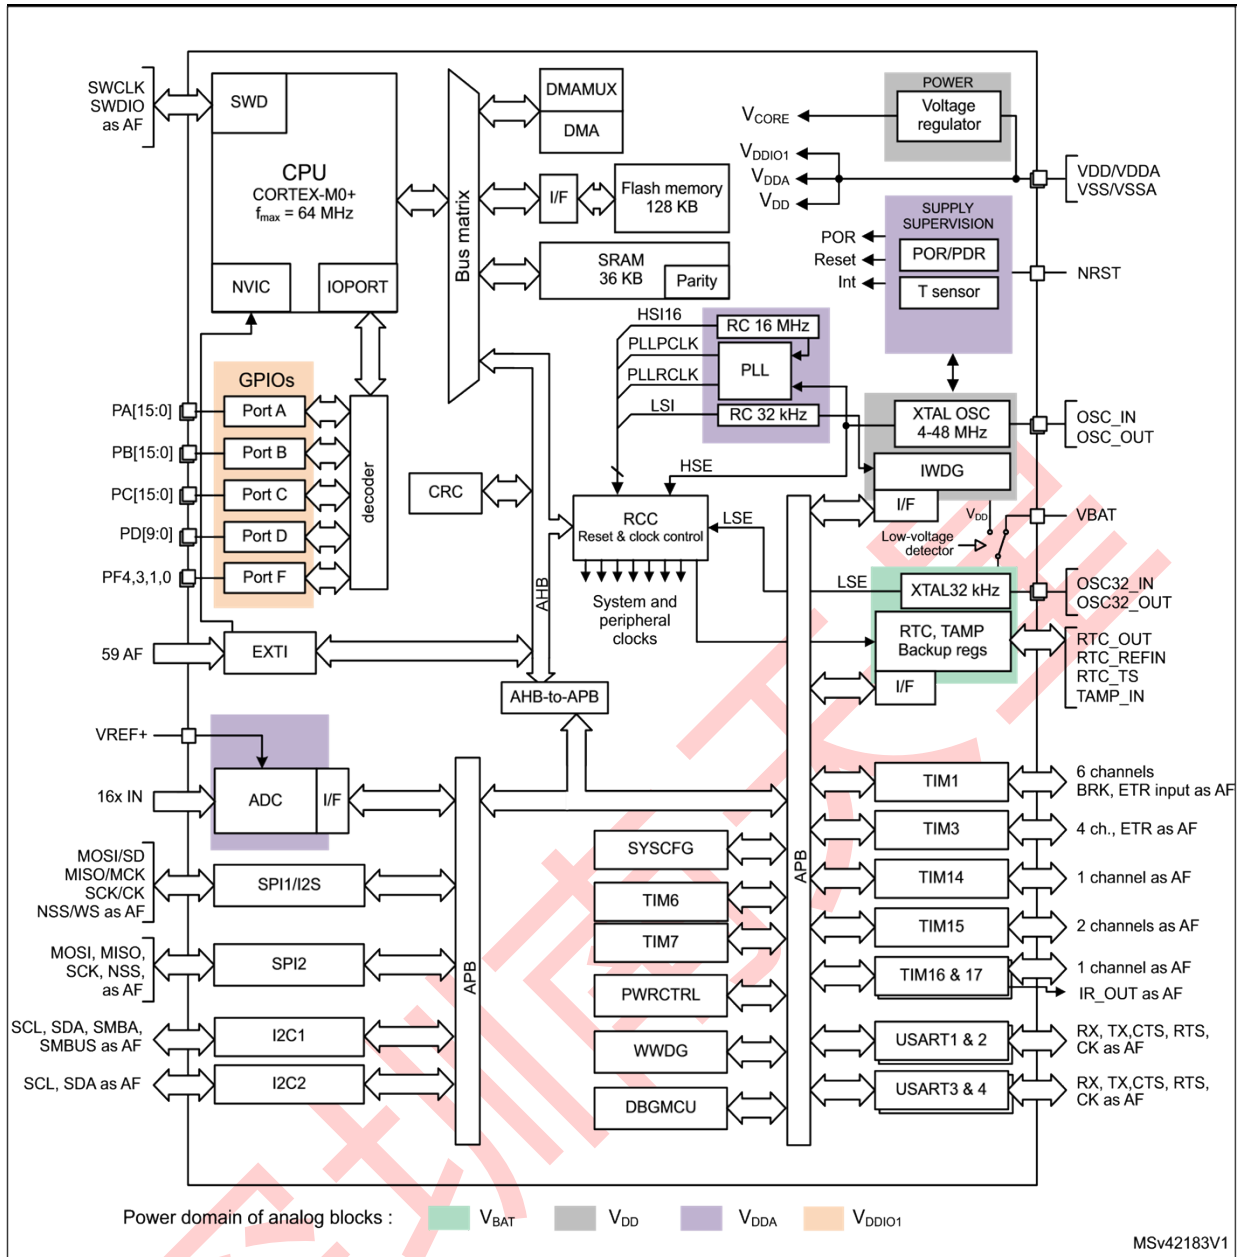 SWCLK
SWDIO
as AF
SWD
CPU
CORTEX-M0+
fmax = 64 MHz
NVIC
IOPORT
Bus matrix
DMAMUX
DMA
I/F
Flash memory
128 KB
SRAM
36 KB
Parity
POWER
Voltage
regulator
VCORE
VDDIO1
VDDA
VDD
VDD/VDDA
VSS/VSSA
SUPPLY
SUPERVISION
POR
Reset
Int
POR/PDR
T sensor
NRST
HSI16
PLLPCLK
PLLRCLK
LSI
RC 16 MHz
PLL
RC 32 kHz
XTAL OSC
4-48 MHz
IWDG
I/F
OSC_IN
OSC_OUT
HSE
GPIOs
PA[15:0]
Port A
PB[15:0]
Port B
PC[15:0]
Port C
PD[9:0]
Port D
PF4,3,1,0
Port F
decoder
CRC
AHB
RCC
Reset & clock control
LSE
System and
peripheral
clocks
VDD
VBAT
Low-voltage
detector
LSE
XTAL32 kHz
OSC32_IN
OSC32_OUT
RTC, TAMP
Backup regs
I/F
RTC_OUT
RTC_REFIN
RTC_TS
TAMP_IN
59 AF
EXTI
AHB-to-APB
VREF+
16x IN
ADC
I/F
MOSI/SD
MISO/MCK
SCK/CK
NSS/WS as AF
SPI1/I2S
MOSI, MISO,
SCK, NSS,
as AF
SPI2
SCL, SDA, SMBA,
SMBUS as AF
I2C1
SCL, SDA as AF
I2C2
APB
SYSCFG
TIM6
TIM7
PWRCTRL
WWDG
DBGMCU
APB
TIM1
6 channels
BRK, ETR input as AF
TIM3
4 ch., ETR as AF
TIM14
1 channel as AF
TIM15
2 channels as AF
TIM16 & 17
1 channel as AF
IR_OUT as AF
USART1 & 2
RX, TX,CTS, RTS,
CK as AF
USART3 & 4
RX, TX,CTS, RTS,
CK as AF
Power domain of analog blocks :
VBAT
VDD
VDDA
VDDIO1
MSv42183V1